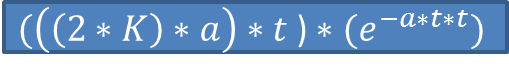 (((2 * K) * a) * t ) * (e^{−a*t*t})